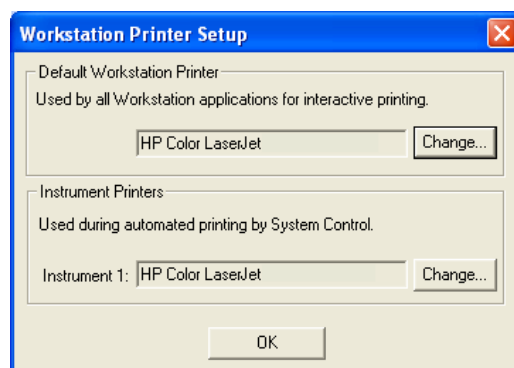 Workstation Printer Setup
Default Workstation Printer
Used by all Workstation applications for interactive printing.
HP Color LaserJet
Change...
Instrument Printers
Used during automated printing by System Control.
Instrument 1: HP Color LaserJet
Change...
OK